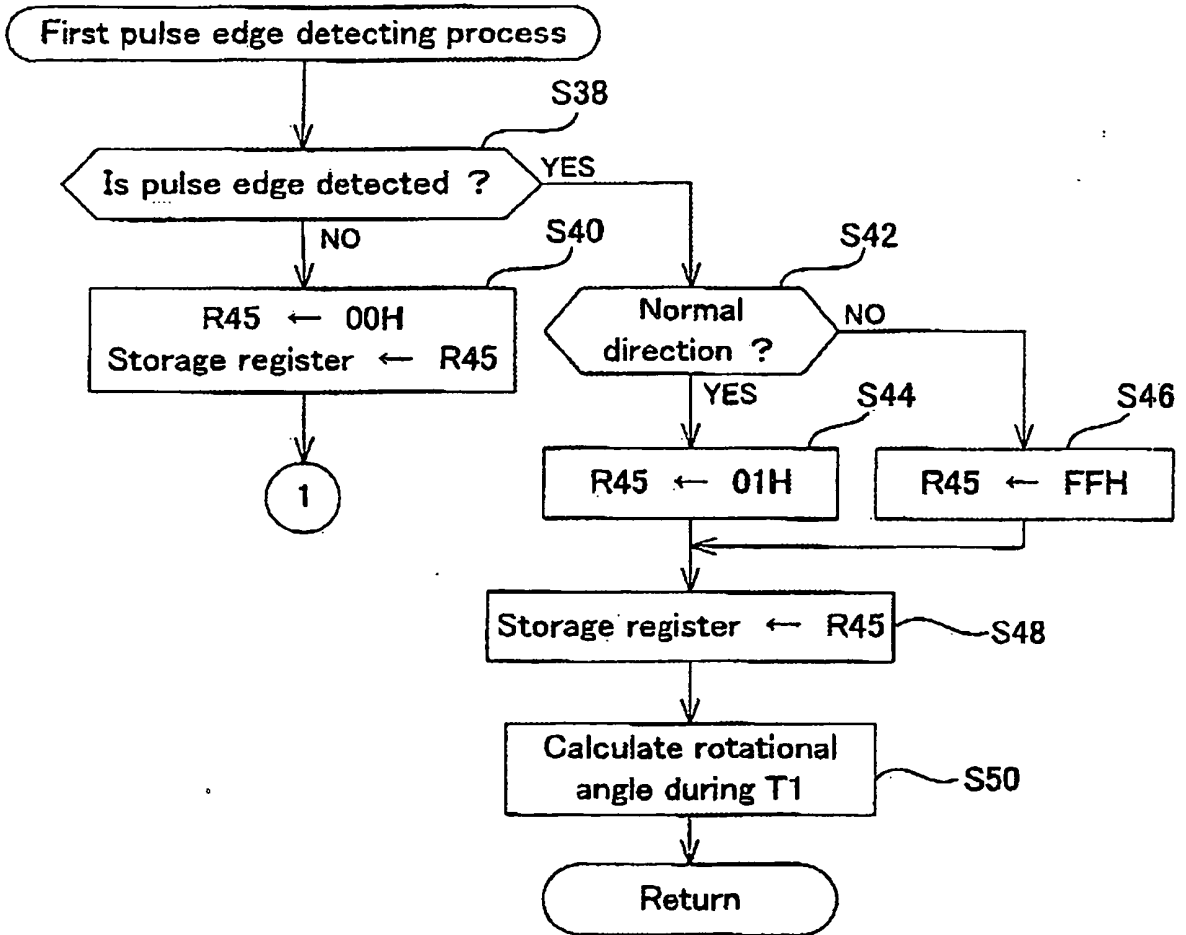 First pulse edge detecting process
S38
Is pulse edge detected ?
YES
NO
S40
R45 ← 00H
Storage register ← R45
1
S42
Normal
direction ?
NO
YES
S44
R45 ← 01H
S46
R45 ← FFH
Storage register ← R45
S48
Calculate rotational
angle during T1
S50
Return